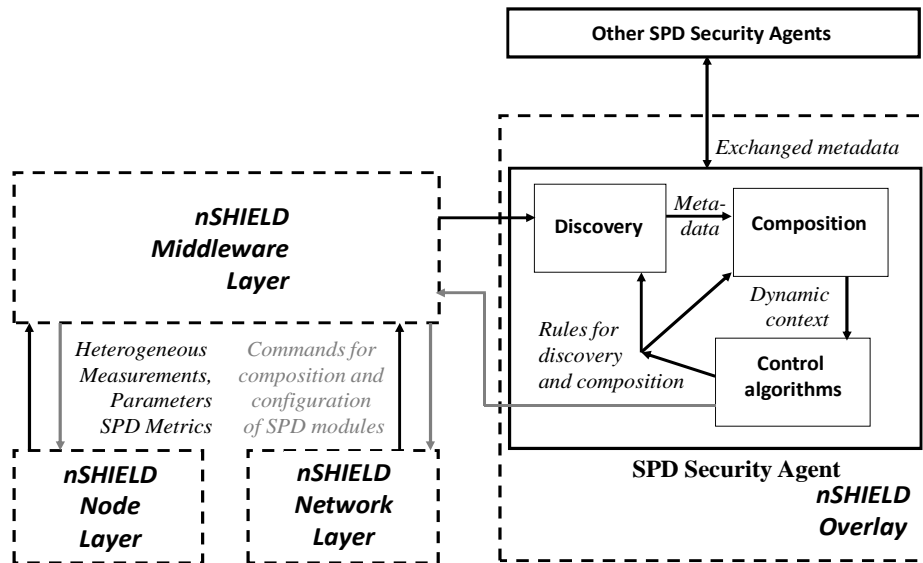 Other SPD Security Agents
Exchanged metadata
nSHIELD
Middleware
Layer
Discovery
Meta-
data
Composition
Dynamic
context
Rules for
discovery
and composition
Control
algorithms
Heterogeneous
Measurements,
Parameters
SPD Metrics
Commands for
composition and
configuration
of SPD modules
SPD Security Agent
nSHIELD
Node
Layer
nSHIELD
Network
Layer
nSHIELD
Overlay